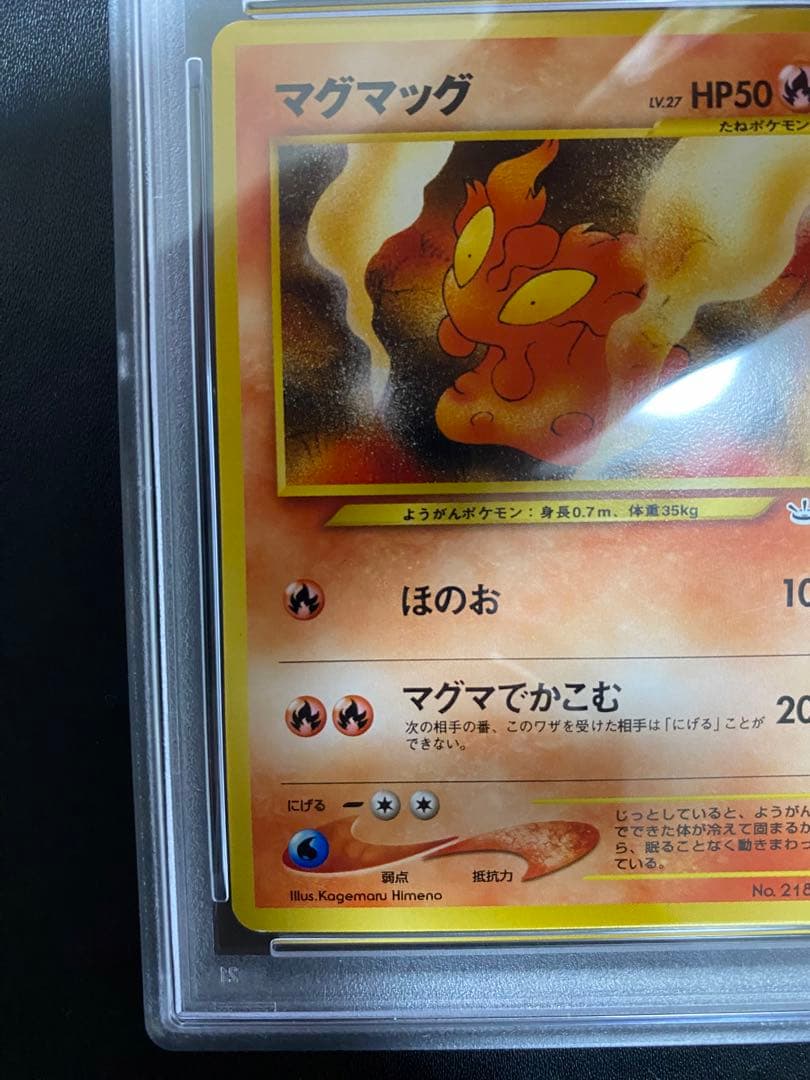 マグマッグ
LV.27 HP50
たねポケモン
ようがんポケモン：身長0.7m、体重35kg
ほのお 10
マグマでかこむ 20
次の相手の番、このワザを受けた相手は「にげる」ことが
できない。
にげる
じっとしていると、ようがん
でできた体が冷えて固まるか
ら、眠ることなく動きまわっ
ている。
弱点 抵抗力
Illus.Kagemaru Himeno
No. 218